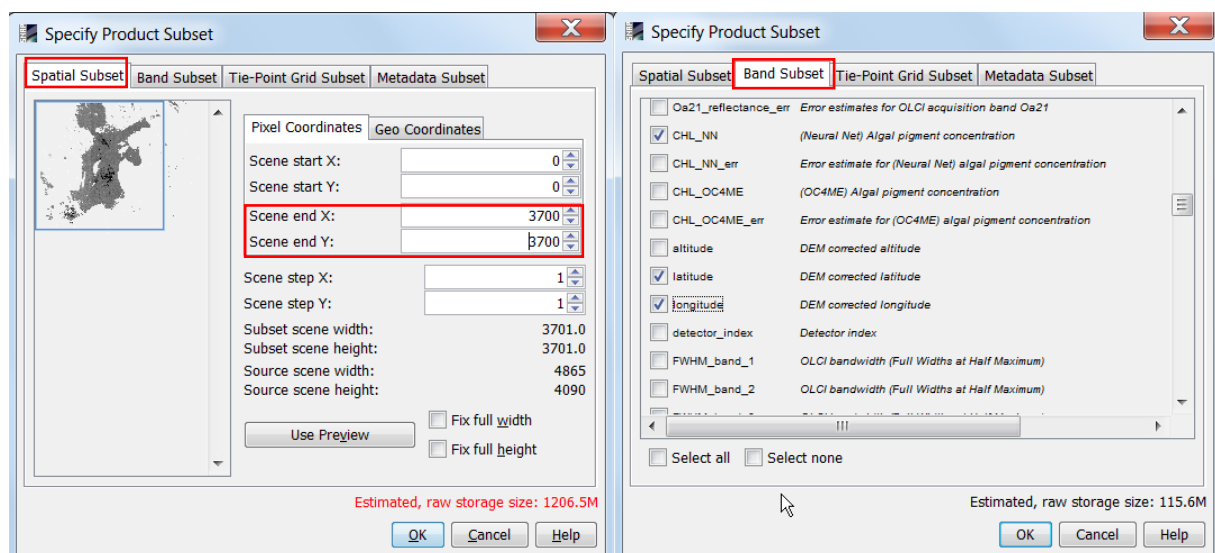 Specify Product Subset
Spatial Subset Band Subset Tie-Point Grid Subset Metadata Subset
Pixel Coordinates Geo Coordinates
Scene start X: 0
Scene start Y: 0
Scene end X: 3700
Scene end Y: 3700
Scene step X: 1
Scene step Y: 1
Subset scene width: 3701.0
Subset scene height: 3701.0
Source scene width: 4865
Source scene height: 4090
Use Preview
Fix full width
Fix full height
Estimated, raw storage size: 1206.5M
OK Cancel Help
Specify Product Subset
Spatial Subset Band Subset Tie-Point Grid Subset Metadata Subset
Oa21_reflectance_err Error estimates for OLCI acquisition band Oa21
CHL_NN (Neural Net) Algal pigment concentration
CHL_NN_err Error estimate for (Neural Net) algal pigment concentration
CHL_OC4ME (OC4ME) Algal pigment concentration
CHL_OC4ME_err Error estimate for (OC4ME) algal pigment concentration
altitude DEM corrected altitude
latitude DEM corrected latitude
longitude DEM corrected longitude
detector_index Detector index
FWHM_band_1 OLCI bandwidth (Full Widths at Half Maximum)
FWHM_band_2 OLCI bandwidth (Full Widths at Half Maximum)
Select all Select none
Estimated, raw storage size: 115.6M
OK Cancel Help